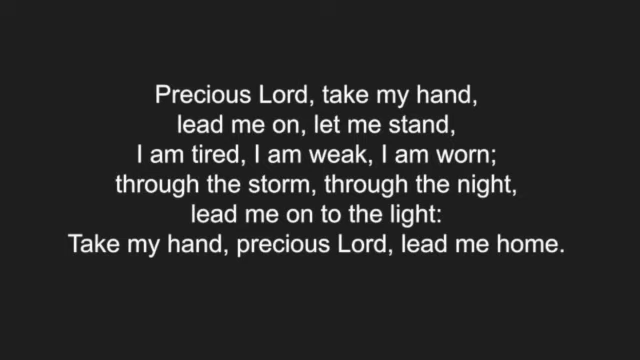 Precious Lord, take my hand,
lead me on, let me stand,
I am tired, I am weak, I am worn;
through the storm, through the night,
lead me on to the light:
Take my hand, precious Lord, lead me home.